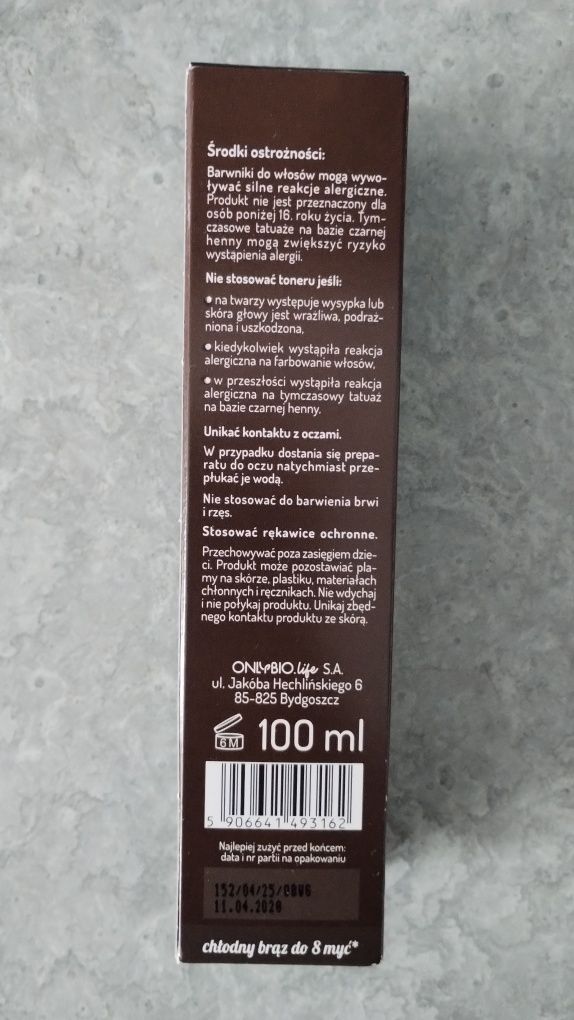 Środki ostrożności:
Barwniki do włosów mogą wywo-
ływać silne reakcje alergiczne.
Produkt nie jest przeznaczony dla
osób poniżej 16. roku życia. Tym-
czasowe tatuaże na bazie czarnej
henny mogą zwiększyć ryzyko
wystąpienia alergii.
Nie stosować toneru jeśli:
• na twarzy występuje wysypka lub
skóra głowy jest wrażliwa, podraż-
niona i uszkodzona,
• kiedykolwiek wystąpiła reakcja
alergiczna na farbowanie włosów,
• w przeszłości wystąpiła reakcja
alergiczna na tymczasowy tatuaż
na bazie czarnej henny.
Unikać kontaktu z oczami.
W przypadku dostania się prepa-
ratu do oczu natychmiast prze-
płukać je wodą.
Nie stosować do barwienia brwi
i rzęs.
Stosować rękawice ochronne.
Przechowywać poza zasięgiem dzie-
ci. Produkt może pozostawiać pla-
my na skórze, plastiku, materiałach
chłonnych i ręcznikach. Nie wdychaj
i nie połykaj produktu. Unikaj zbęd-
nego kontaktu produktu ze skórą.
ONLYBIO.life S.A.
ul. Jakóba Hechlińskiego 6
85-825 Bydgoszcz
6 M 100 ml
5 906641 493162
Najlepiej zużyć przed końcem:
data i nr partii na opakowaniu
152/04/25/
11.04.2028
chłodny brąz do 8 myć*